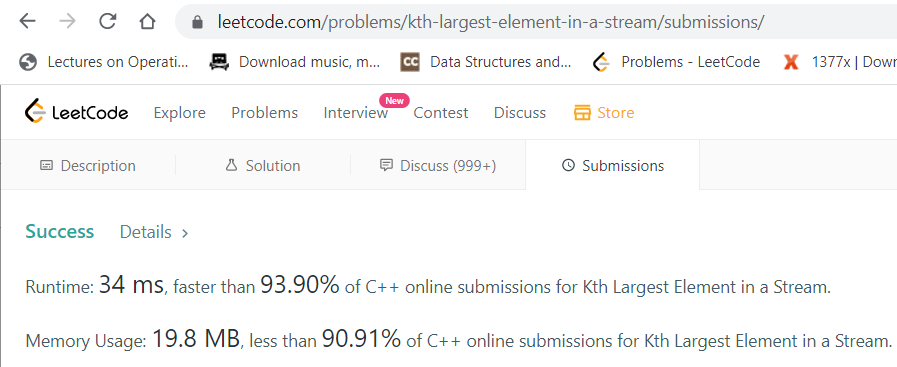 leetcode.com/problems/kth-largest-element-in-a-stream/submissions/
Lectures on Operati... Download music, m... CC Data Structures and... Problems - LeetCode X 1377x | Down
LeetCode Explore Problems Interview New Contest Discuss Store
Description Solution Discuss (999+) Submissions
Success Details >
Runtime: 34 ms, faster than 93.90% of C++ online submissions for Kth Largest Element in a Stream.
Memory Usage: 19.8 MB, less than 90.91% of C++ online submissions for Kth Largest Element in a Stream.